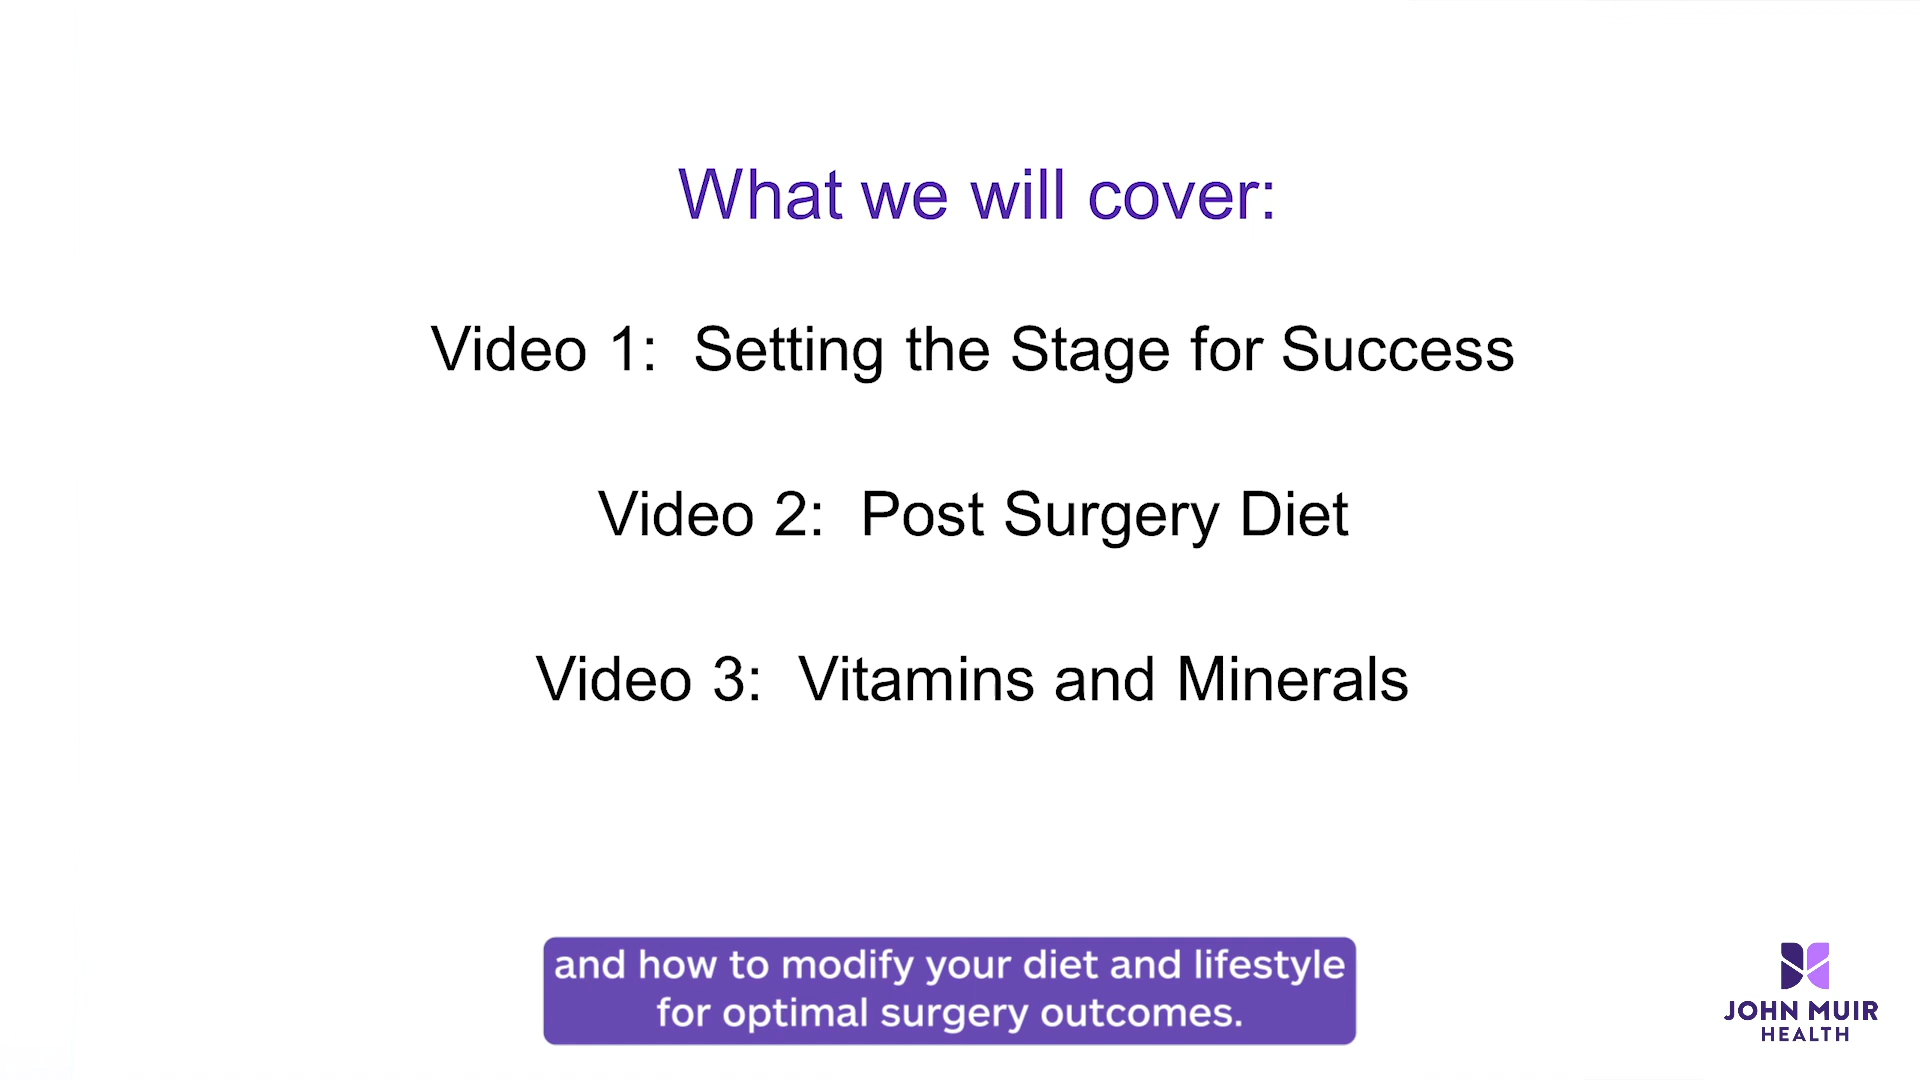 What we will cover:
Video 1: Setting the Stage for Success
Video 2: Post Surgery Diet
Video 3: Vitamins and Minerals
and how to modify your diet and lifestyle
for optimal surgery outcomes.
JOHN MUIR
HEALTH